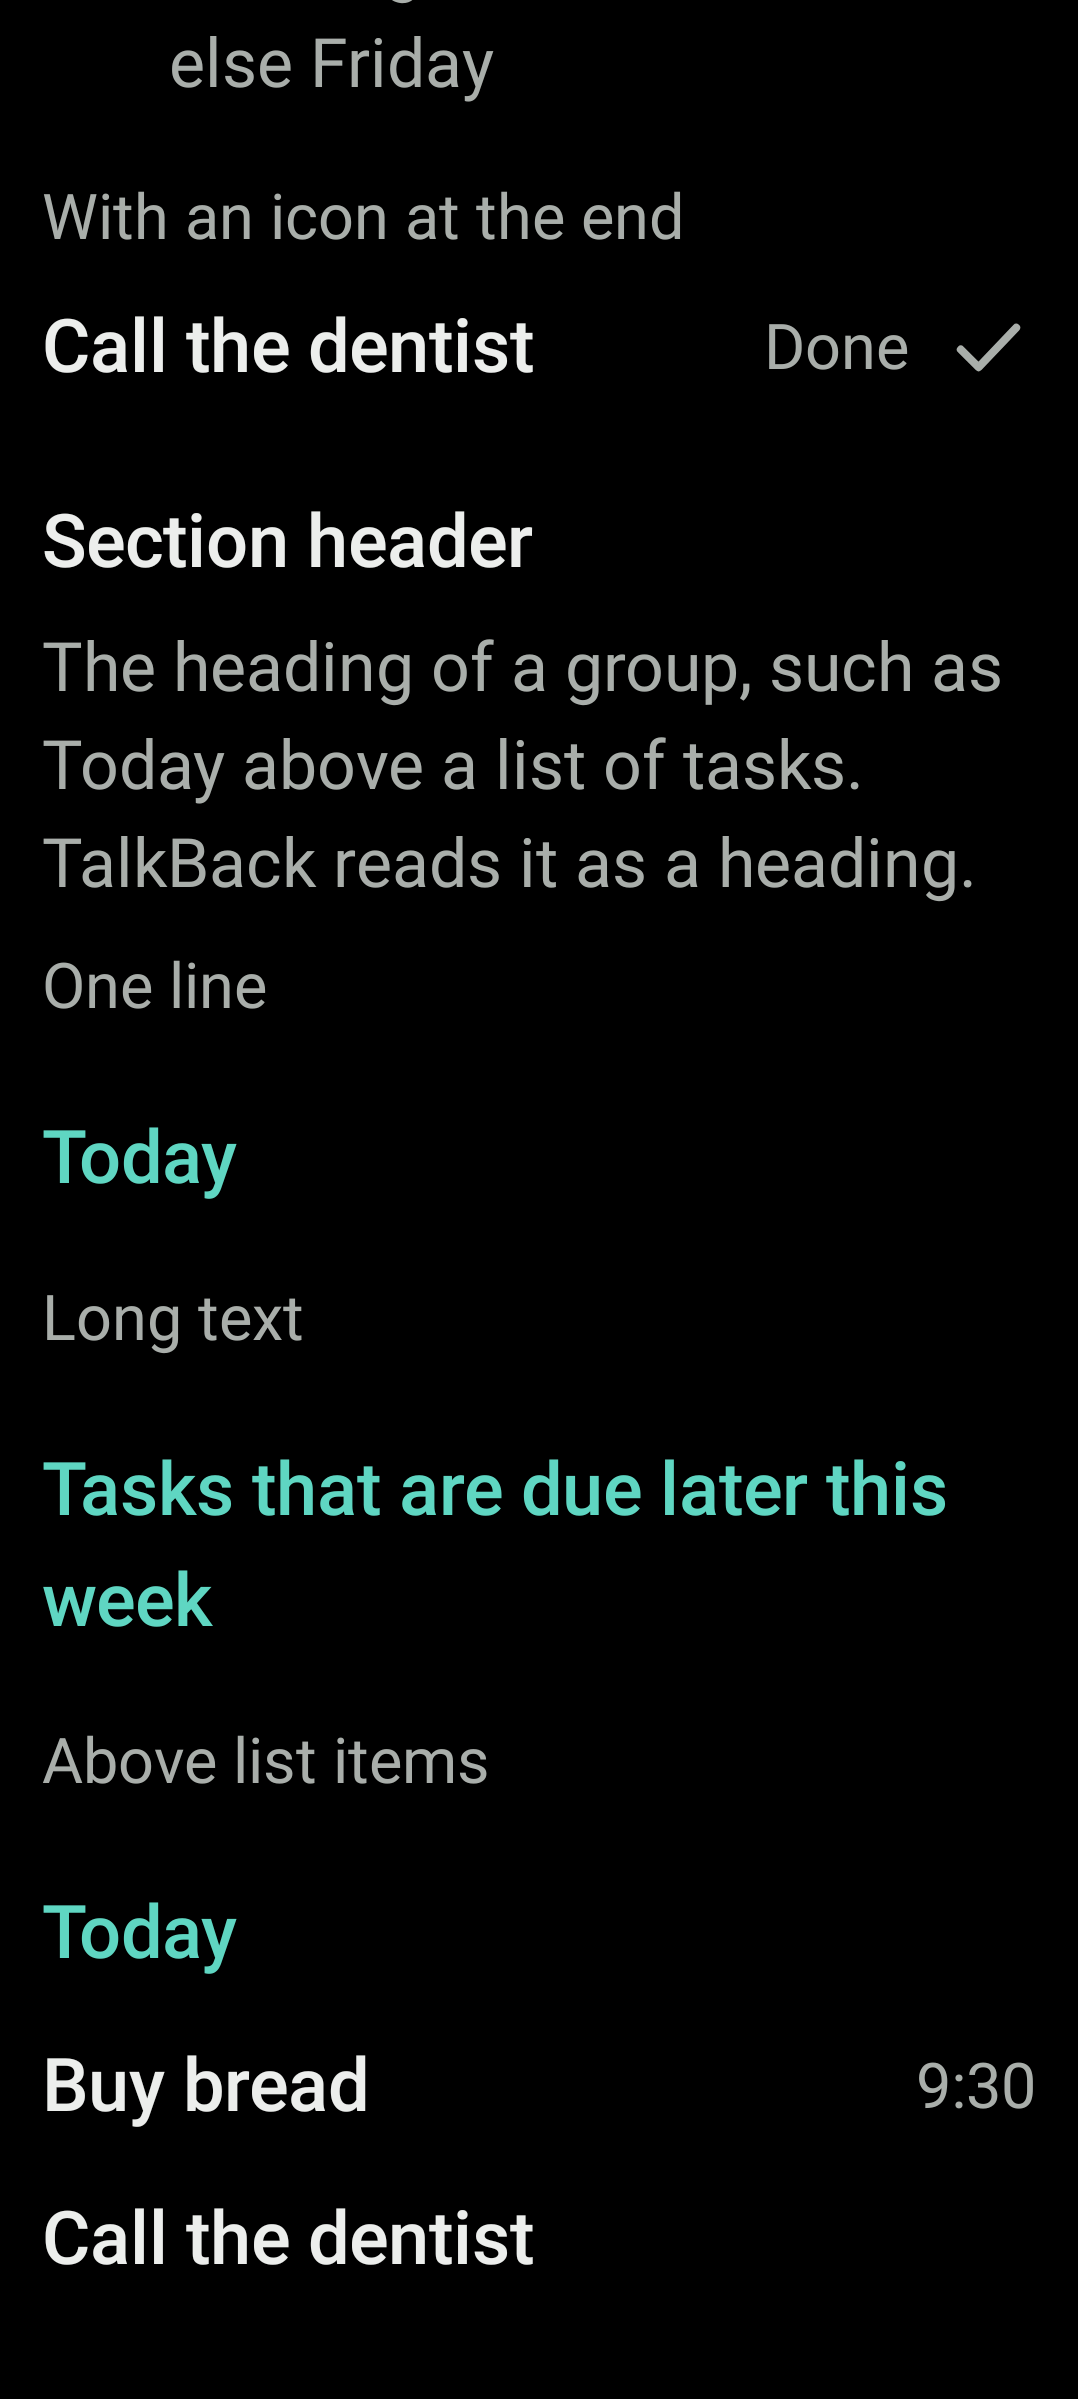 else Friday
With an icon at the end
Call the dentist Done
Section header
The heading of a group, such as
Today above a list of tasks.
TalkBack reads it as a heading.
One line
Today
Long text
Tasks that are due later this
week
Above list items
Today
Buy bread 9:30
Call the dentist